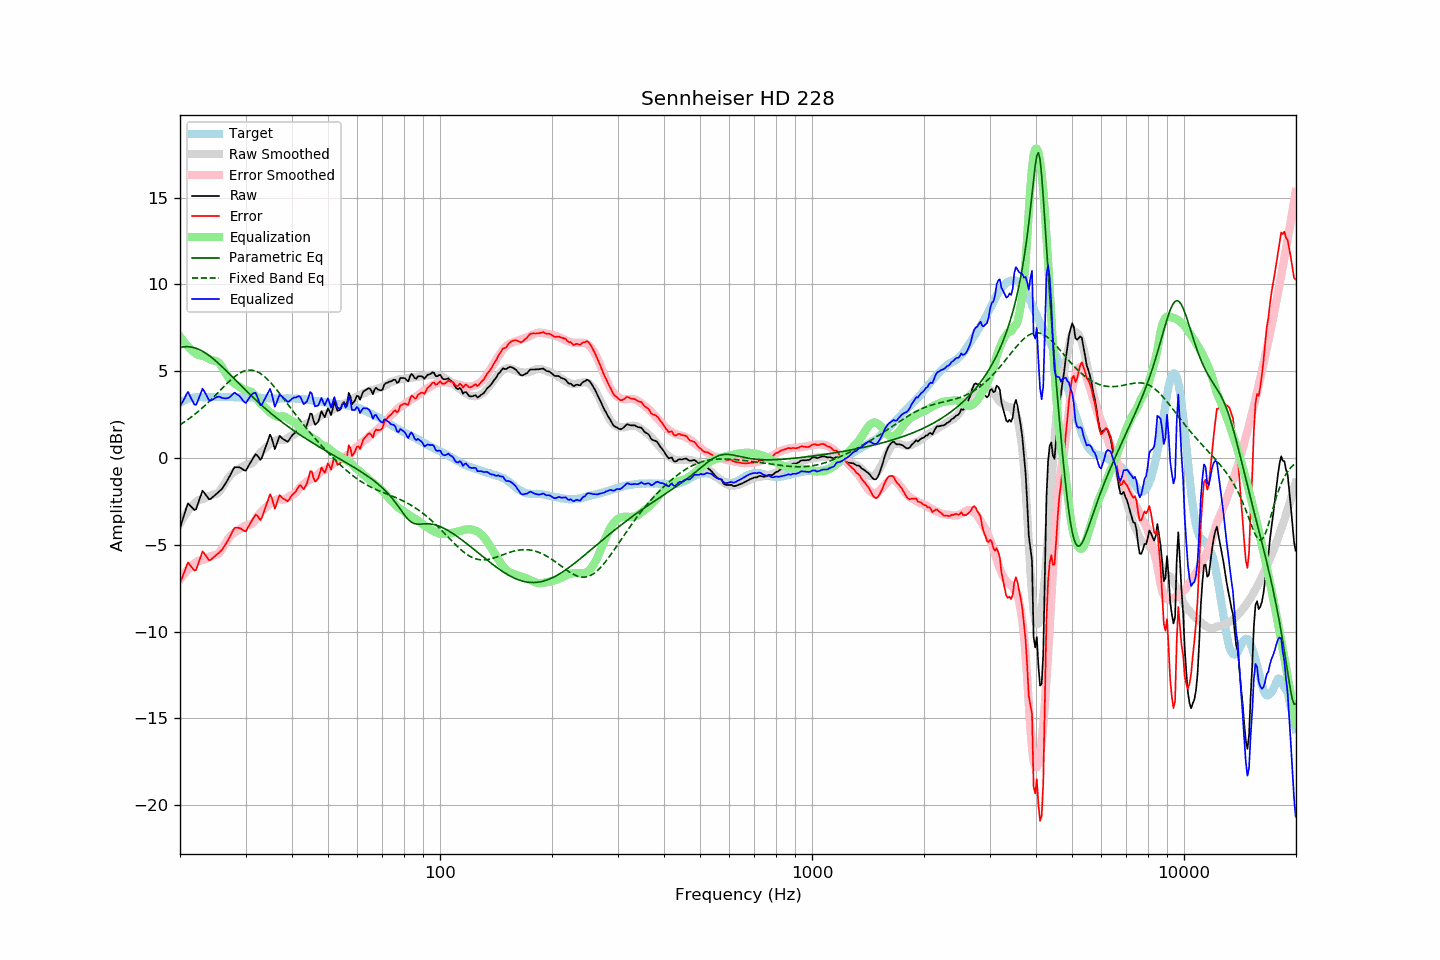 Sennheiser HD 228
Target
Raw Smoothed
Error Smoothed
Raw
Error
Equalization
Parametric Eq
Fixed Band Eq
Equalized
15
10
5
0
−5
−10
−15
−20
Amplitude (dBr)
100
1000
10000
Frequency (Hz)